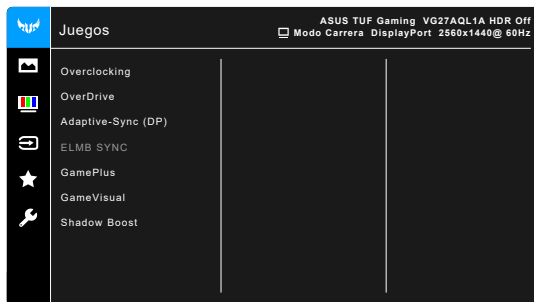 Juegos
ASUS TUF Gaming VG27AQL1A HDR Off
Modo Carrera DisplayPort 2560x1440@ 60Hz
Overclocking
OverDrive
Adaptive-Sync (DP)
ELMB SYNC
GamePlus
GameVisual
Shadow Boost